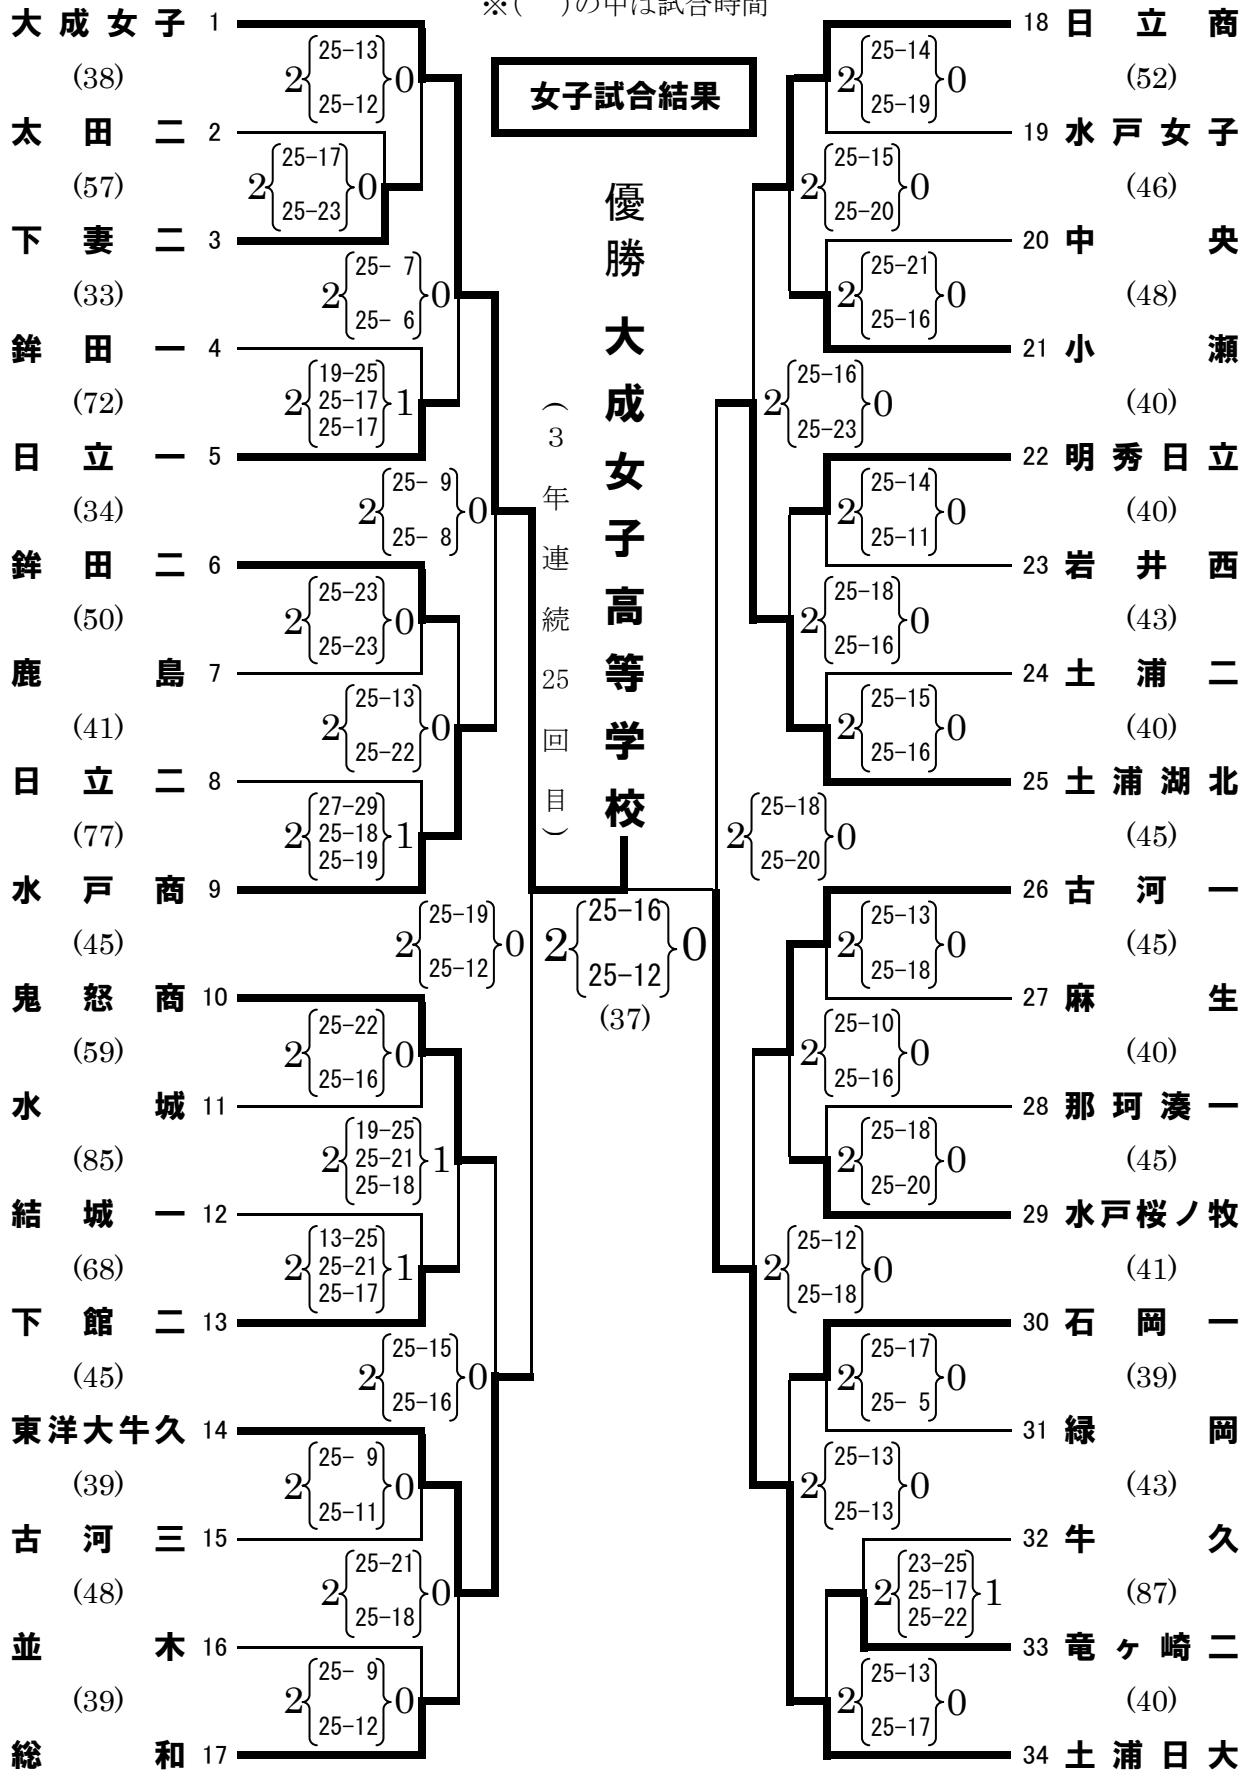 ※(　)の中は試合時間
女子試合結果
優勝 大成女子高等学校
(3年連続25回目)
大成女子 1
2 25-13 0
25-12
(38)
太田二 2
2 25-17 0
25-23
(57)
下妻二 3
2 25- 7 0
25- 6
(33)
鉾田一 4
19-25
2 25-17 1
25-17
(72)
日立一 5
2 25- 9 0
25- 8
(34)
鉾田二 6
2 25-23 0
25-23
(50)
鹿島 7
2 25-13 0
25-22
(41)
日立二 8
27-29
2 25-18 1
25-19
(77)
水戸商 9
2 25-19 0
25-12
(45)
鬼怒商 10
2 25-22 0
25-16
(59)
水城 11
19-25
2 25-21 1
25-18
(85)
結城一 12
13-25
2 25-21 1
25-17
(68)
下館二 13
2 25-15 0
25-16
(45)
東洋大牛久 14
2 25- 9 0
25-11
(39)
古河三 15
2 25-21 0
25-18
(48)
並木 16
2 25- 9 0
25-12
(39)
総和 17
2 25-16 0
25-12
(37)
18 日立商
2 25-14 0
25-19
(52)
19 水戸女子
2 25-15 0
25-20
(46)
20 中央
2 25-21 0
25-16
(48)
21 小瀬
2 25-16 0
25-23
(40)
22 明秀日立
2 25-14 0
25-11
(40)
23 岩井西
2 25-18 0
25-16
(43)
24 土浦二
2 25-15 0
25-16
(40)
25 土浦湖北
2 25-18 0
25-20
(45)
26 古河一
2 25-13 0
25-18
(45)
27 麻生
2 25-10 0
25-16
(40)
28 那珂湊一
2 25-18 0
25-20
(45)
29 水戸桜ノ牧
2 25-12 0
25-18
(41)
30 石岡一
2 25-17 0
25- 5
(39)
31 緑岡
2 25-13 0
25-13
(43)
32 牛久
23-25
2 25-17 1
25-22
(87)
33 竜ヶ崎二
2 25-13 0
25-17
(40)
34 土浦日大